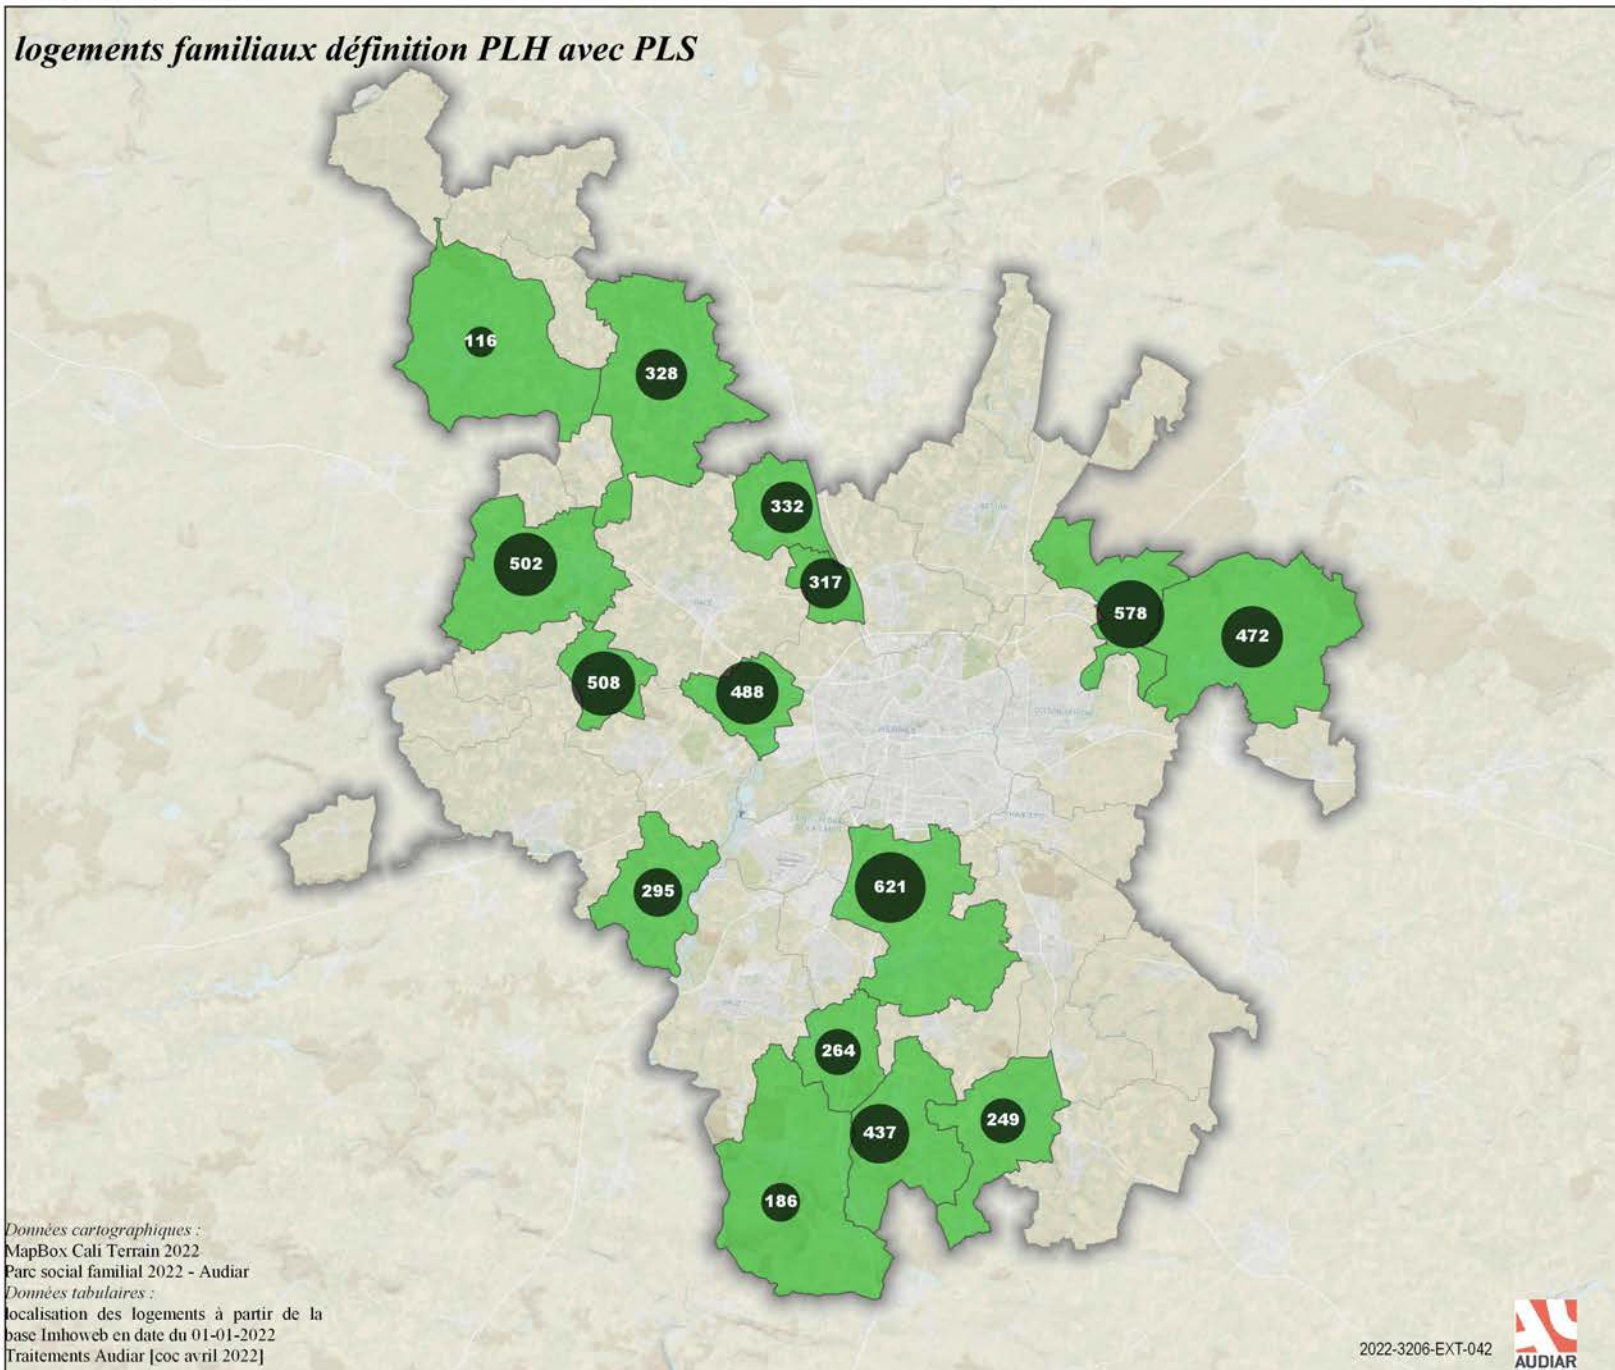 logements familiaux définition PLH avec PLS
116
328
332
317
502
578
472
508
488
295
621
264
249
437
186
Données cartographiques :
MapBox Cali Terrain 2022
Parc social familial 2022 - Audiar
Données tabulaires :
localisation des logements à partir de la
base Imhoweb en date du 01-01-2022
Traitements Audiar [coc avril 2022]
2022-3206-EXT-042
AUDIAR